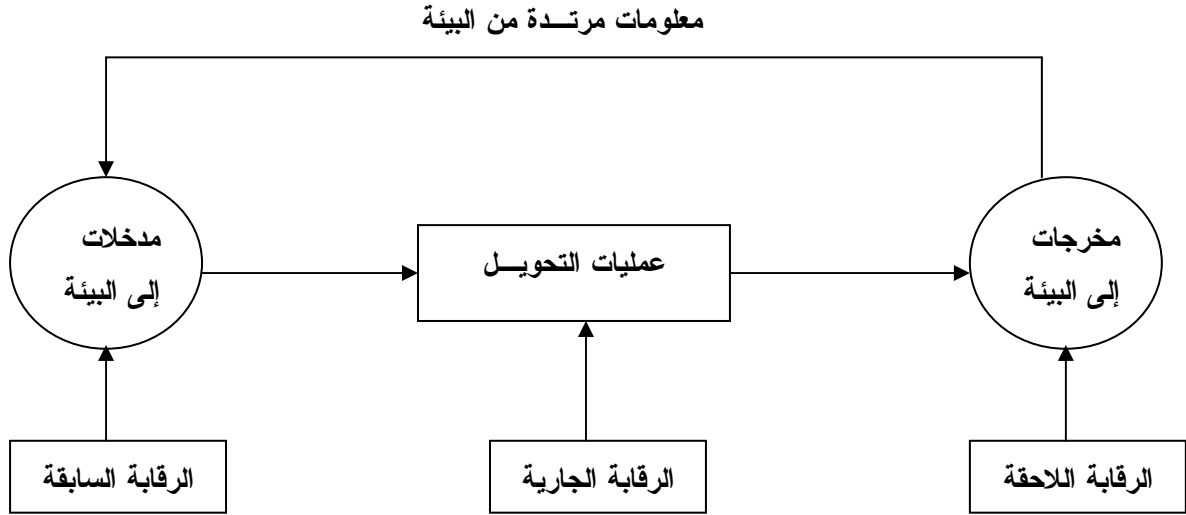 معلومات مرتـــدة من البيئة
مدخلات
إلى البيئة
عمليات التحويـــل
مخرجات
إلى البيئة
الرقابة السابقة
الرقابة الجارية
الرقابة اللاحقة